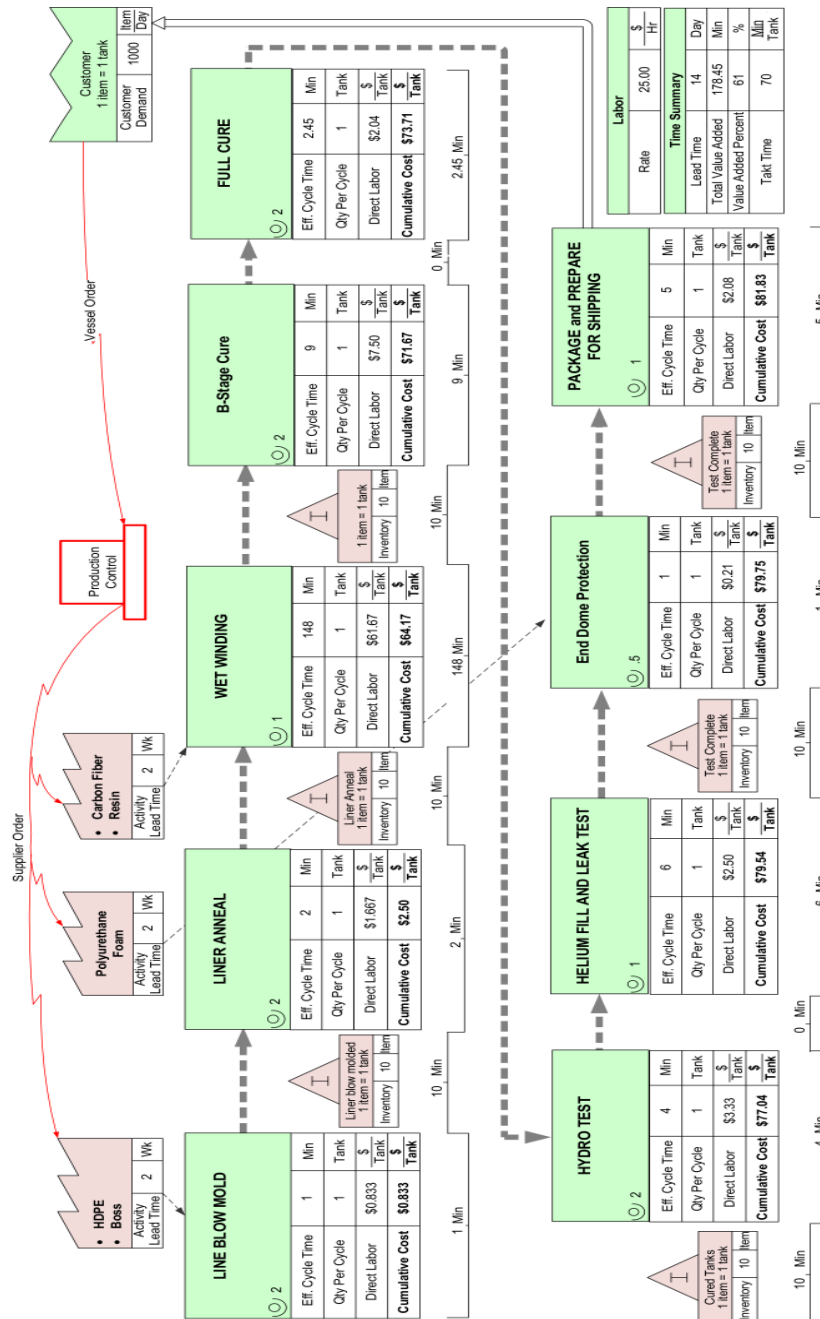 Customer
1 item = 1 tank
Customer Demand 1000 Item Day
Vessel Order
Production
Control
Supplier Order
• HDPE
• Boss
Activity Lead Time 2 Wk
Polyurethane
Foam
Activity Lead Time 2 Wk
• Carbon Fiber
• Resin
Activity Lead Time 2 Wk
LINE BLOW MOLD
2
Eff. Cycle Time 1 Min
Qty Per Cycle 1 Tank
Direct Labor $0.833 $ Tank
Cumulative Cost $0.833 $ Tank
I
Liner blow molded
1 item = 1 tank
Inventory 10 Item
LINER ANNEAL
2
Eff. Cycle Time 2 Min
Qty Per Cycle 1 Tank
Direct Labor $1.667 $ Tank
Cumulative Cost $2.50 $ Tank
I
Liner Anneal
1 item = 1 tank
Inventory 10 Item
WET WINDING
1
Eff. Cycle Time 148 Min
Qty Per Cycle 1 Tank
Direct Labor $61.67 $ Tank
Cumulative Cost $64.17 $ Tank
I
1 item = 1 tank
Inventory 10 Item
B-Stage Cure
2
Eff. Cycle Time 9 Min
Qty Per Cycle 1 Tank
Direct Labor $7.50 $ Tank
Cumulative Cost $71.67 $ Tank
FULL CURE
2
Eff. Cycle Time 2.45 Min
Qty Per Cycle 1 Tank
Direct Labor $2.04 $ Tank
Cumulative Cost $73.71 $ Tank
1 Min
10 Min
2 Min
10 Min
148 Min
10 Min
9 Min
0 Min
2.45 Min
I
Cured Tanks
1 item = 1 tank
Inventory 10 Item
HYDRO TEST
2
Eff. Cycle Time 4 Min
Qty Per Cycle 1 Tank
Direct Labor $3.33 $ Tank
Cumulative Cost $77.04 $ Tank
HELIUM FILL AND LEAK TEST
1
Eff. Cycle Time 6 Min
Qty Per Cycle 1 Tank
Direct Labor $2.50 $ Tank
Cumulative Cost $79.54 $ Tank
I
Test Complete
1 item = 1 tank
Inventory 10 Item
End Dome Protection
.5
Eff. Cycle Time 1 Min
Qty Per Cycle 1 Tank
Direct Labor $0.21 $ Tank
Cumulative Cost $79.75 $ Tank
I
Test Complete
1 item = 1 tank
Inventory 10 Item
PACKAGE and PREPARE
FOR SHIPPING
1
Eff. Cycle Time 5 Min
Qty Per Cycle 1 Tank
Direct Labor $2.08 $ Tank
Cumulative Cost $81.83 $ Tank
10 Min
0 Min
10 Min
10 Min
Labor
Rate 25.00 $ Hr
Time Summary
Lead Time 14 Day
Total Value Added 178.45 Min
Value Added Percent 61 %
Takt Time 70 Min Tank